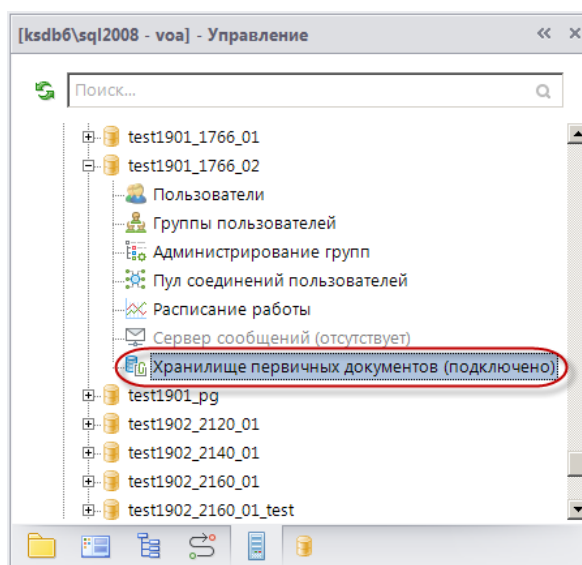 [ksdb6\sql2008 - voa] - Управление
Поиск...
test1901_1766_01
test1901_1766_02
Пользователи
Группы пользователей
Администрирование групп
Пул соединений пользователей
Расписание работы
Сервер сообщений (отсутствует)
Хранилище первичных документов (подключено)
test1901_pg
test1902_2120_01
test1902_2140_01
test1902_2160_01
test1902_2160_01_test